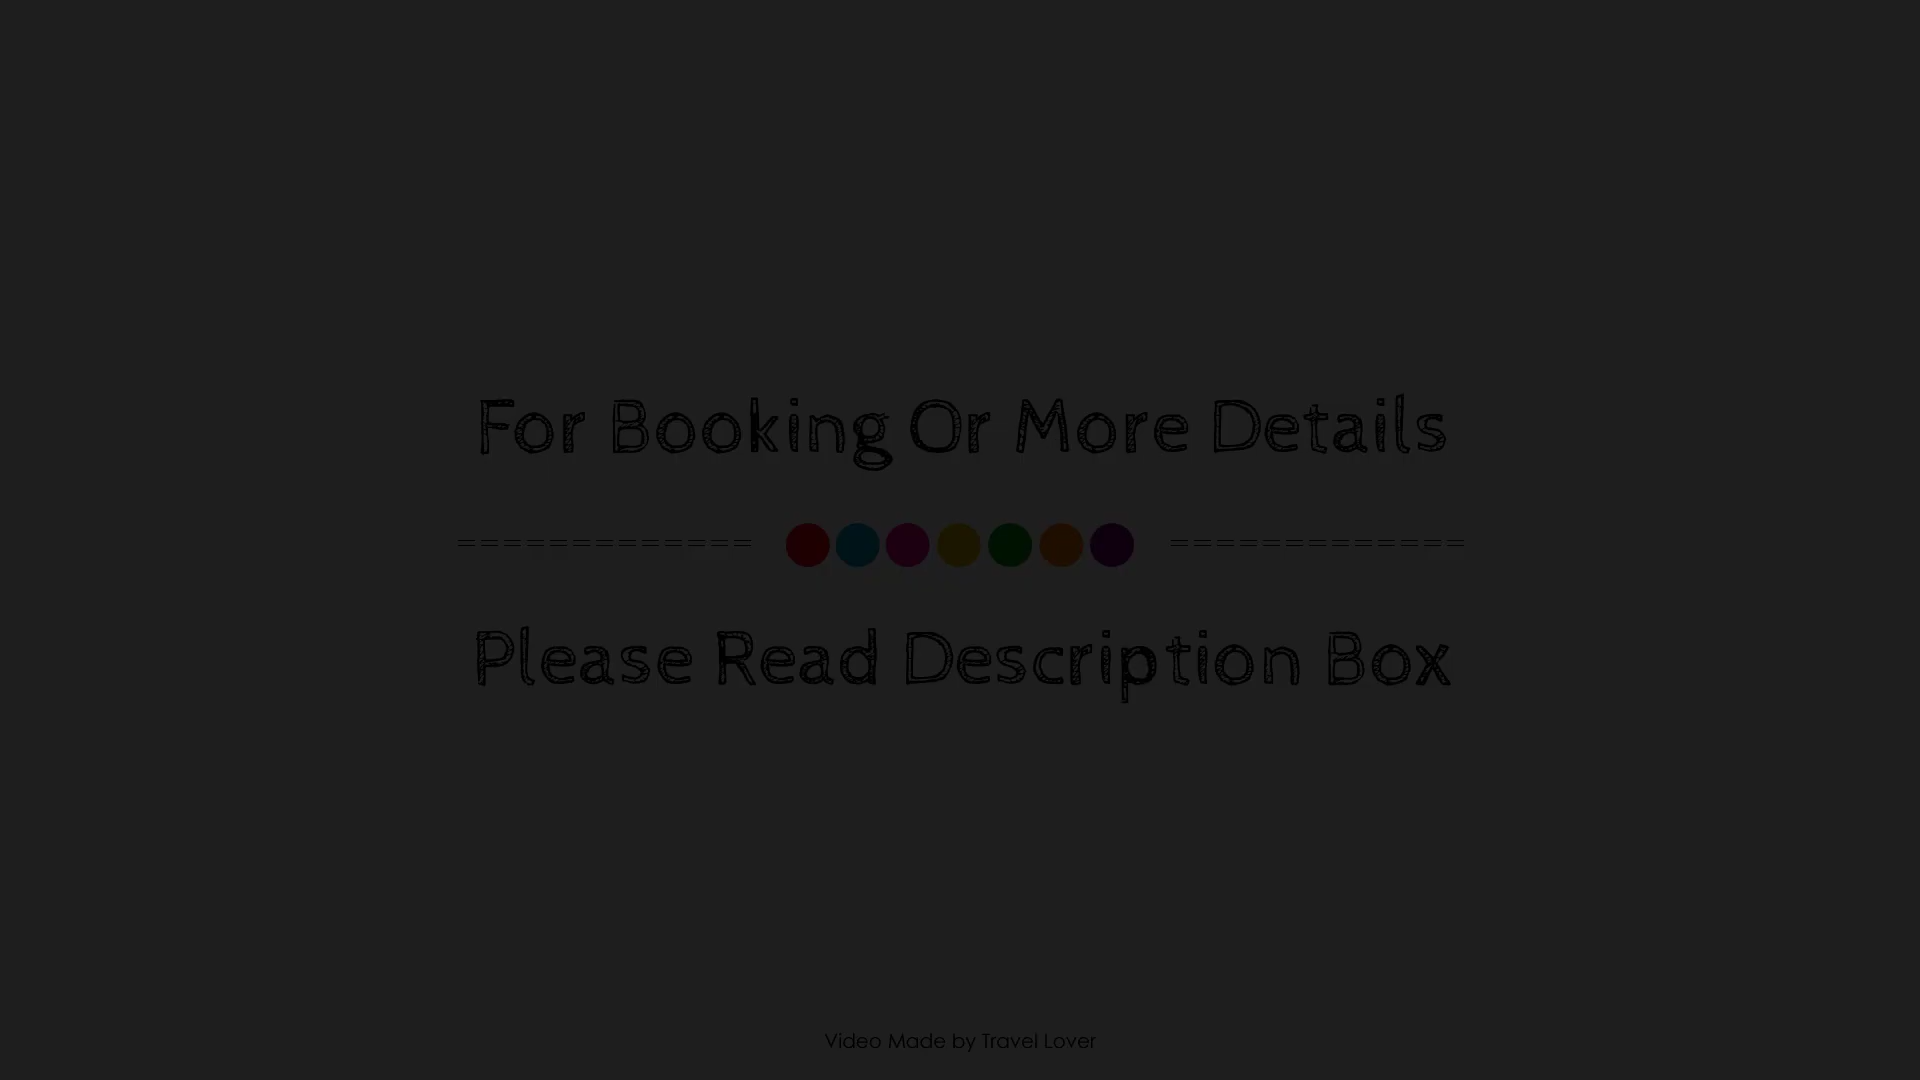 For Booking Or More Details
============= =============
Please Read Description Box
Video Made by Travel Lover